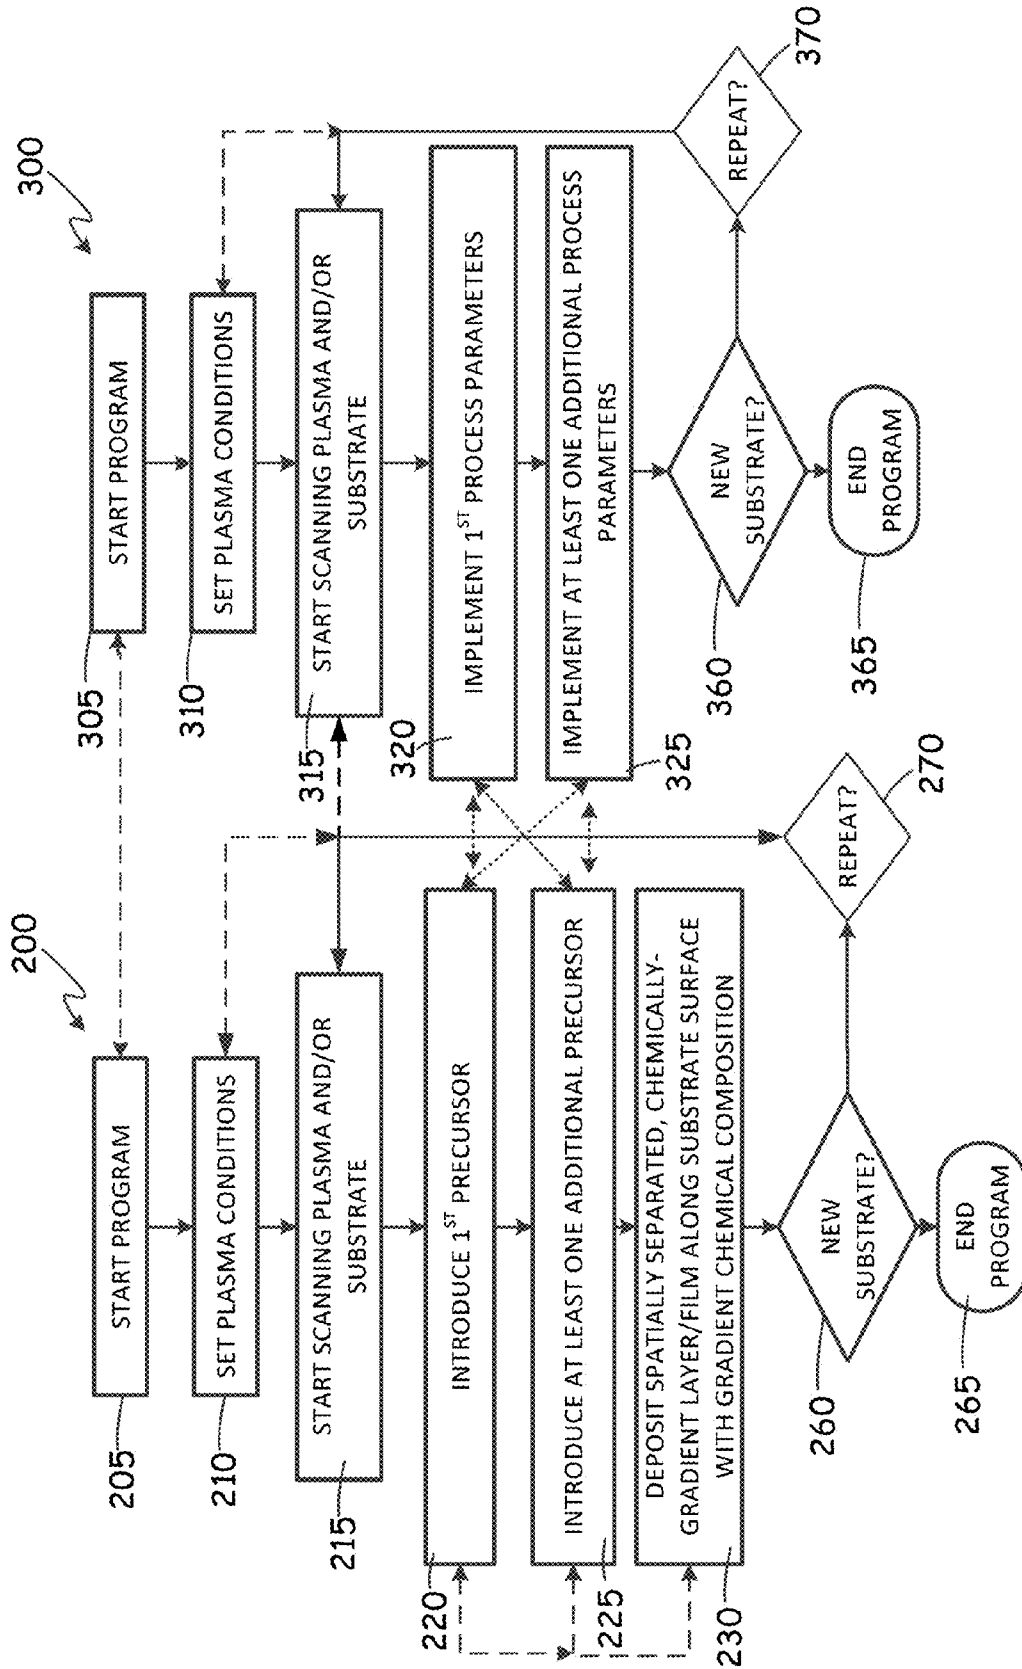 200
205
START PROGRAM
210
SET PLASMA CONDITIONS
215
START SCANNING PLASMA AND/OR
SUBSTRATE
220
INTRODUCE 1ST PRECURSOR
225
INTRODUCE AT LEAST ONE ADDITIONAL PRECURSOR
230
DEPOSIT SPATIALLY SEPARATED, CHEMICALLY-
GRADIENT LAYER/FILM ALONG SUBSTRATE SURFACE
WITH GRADIENT CHEMICAL COMPOSITION
260
NEW
SUBSTRATE?
REPEAT?
270
265
END
PROGRAM
300
305
START PROGRAM
310
SET PLASMA CONDITIONS
315
START SCANNING PLASMA AND/OR
SUBSTRATE
320
IMPLEMENT 1ST PROCESS PARAMETERS
325
IMPLEMENT AT LEAST ONE ADDITIONAL PROCESS
PARAMETERS
360
NEW
SUBSTRATE?
REPEAT?
370
365
END
PROGRAM